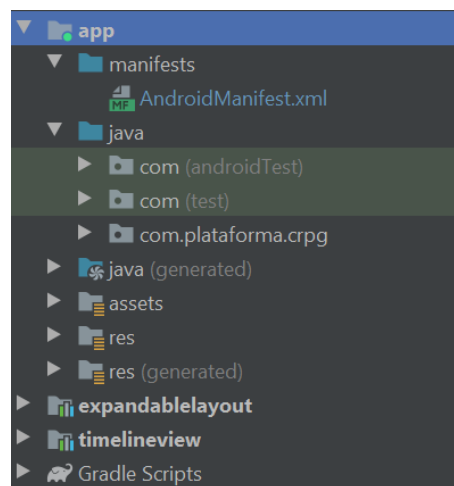 app
manifests
MF AndroidManifest.xml
java
com (androidTest)
com (test)
com.plataforma.crpg
java (generated)
assets
res
res (generated)
expandablelayout
timelineview
Gradle Scripts